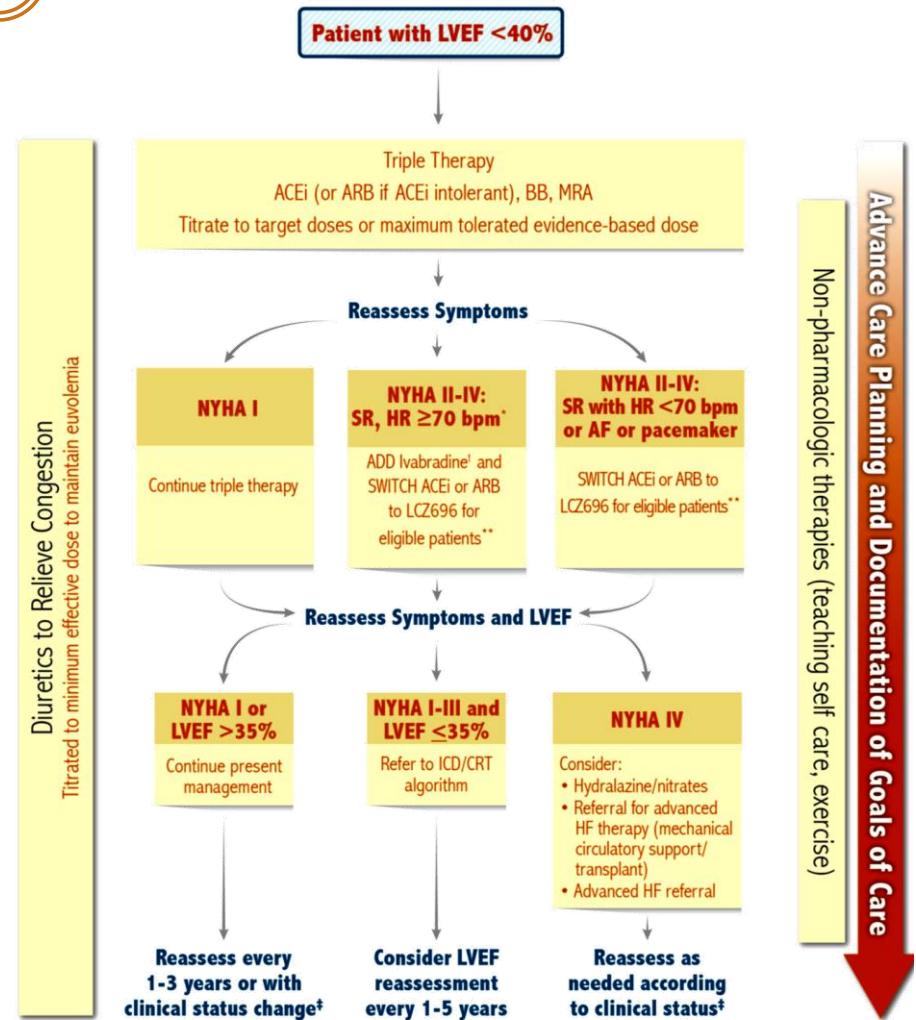 Patient with LVEF <40%
Triple Therapy
ACEi (or ARB if ACEi intolerant), BB, MRA
Titrate to target doses or maximum tolerated evidence-based dose
Reassess Symptoms
NYHA I
Continue triple therapy
NYHA II-IV:
SR, HR ≥70 bpm*
ADD Ivabradine† and
SWITCH ACEi or ARB
to LCZ696 for
eligible patients**
NYHA II-IV:
SR with HR <70 bpm
or AF or pacemaker
SWITCH ACEi or ARB to
LCZ696 for eligible patients**
Reassess Symptoms and LVEF
NYHA I or
LVEF >35%
Continue present
management
NYHA I-III and
LVEF ≤35%
Refer to ICD/CRT
algorithm
NYHA IV
Consider:
• Hydralazine/nitrates
• Referral for advanced
HF therapy (mechanical
circulatory support/
transplant)
• Advanced HF referral
Reassess every
1-3 years or with
clinical status change‡
Consider LVEF
reassessment
every 1-5 years
Reassess as
needed according
to clinical status‡
Diuretics to Relieve Congestion
Titrated to minimum effective dose to maintain euvolemia
Non-pharmacologic therapies (teaching self care, exercise)
Advance Care Planning and Documentation of Goals of Care